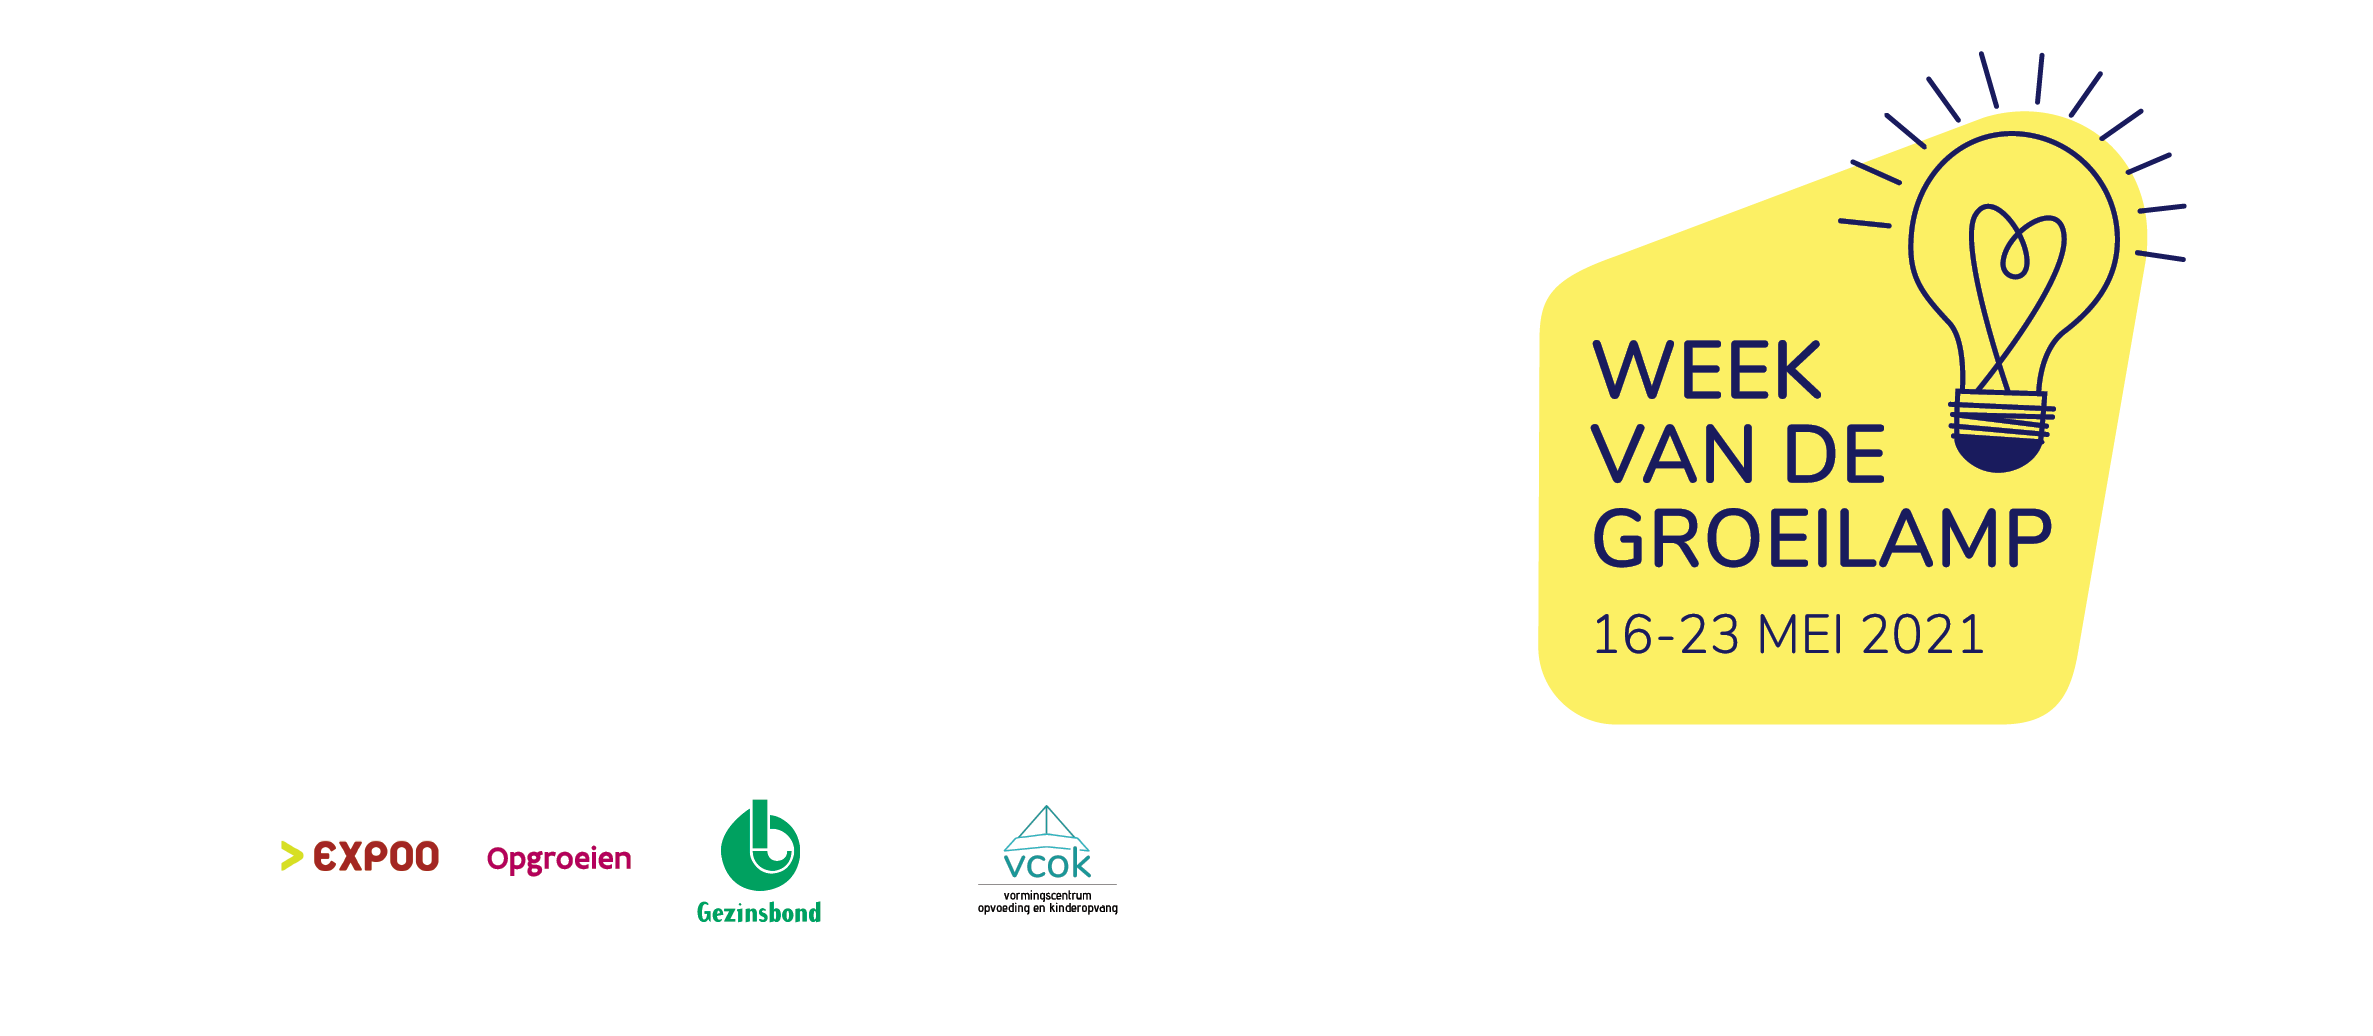 WEEK
VAN DE
GROEILAMP
16-23 MEI 2021
> EXPOO
Opgroeien
Gezinsbond
vcok
vormingscentrum
opvoeding en kinderopvang